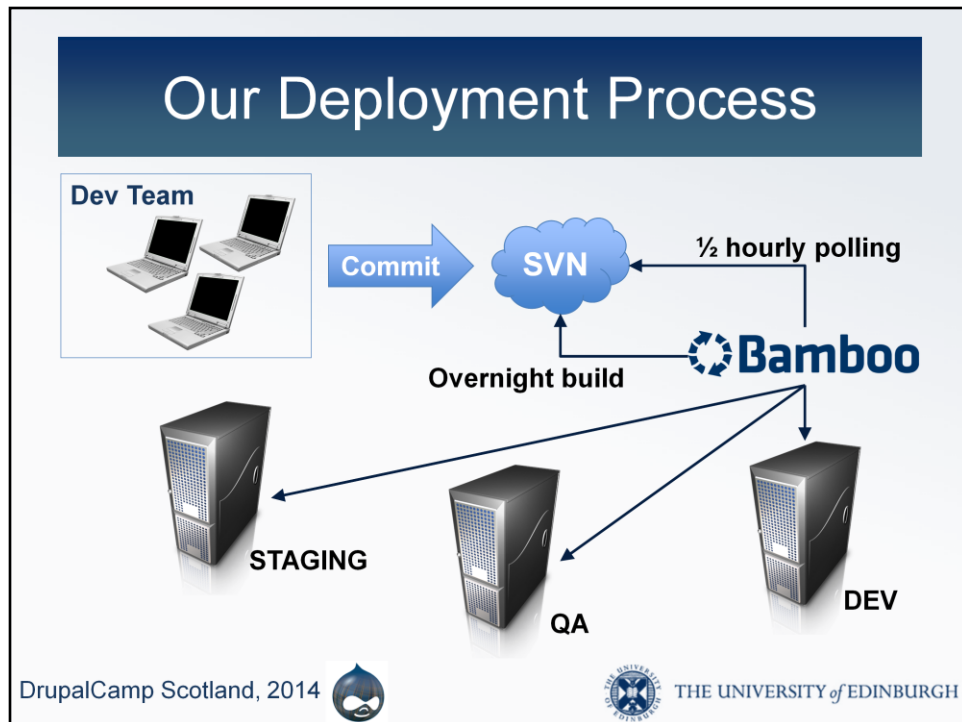 Our Deployment Process
Dev Team
Commit
SVN
½ hourly polling
Bamboo
Overnight build
STAGING
QA
DEV
DrupalCamp Scotland, 2014
THE UNIVERSITY of EDINBURGH